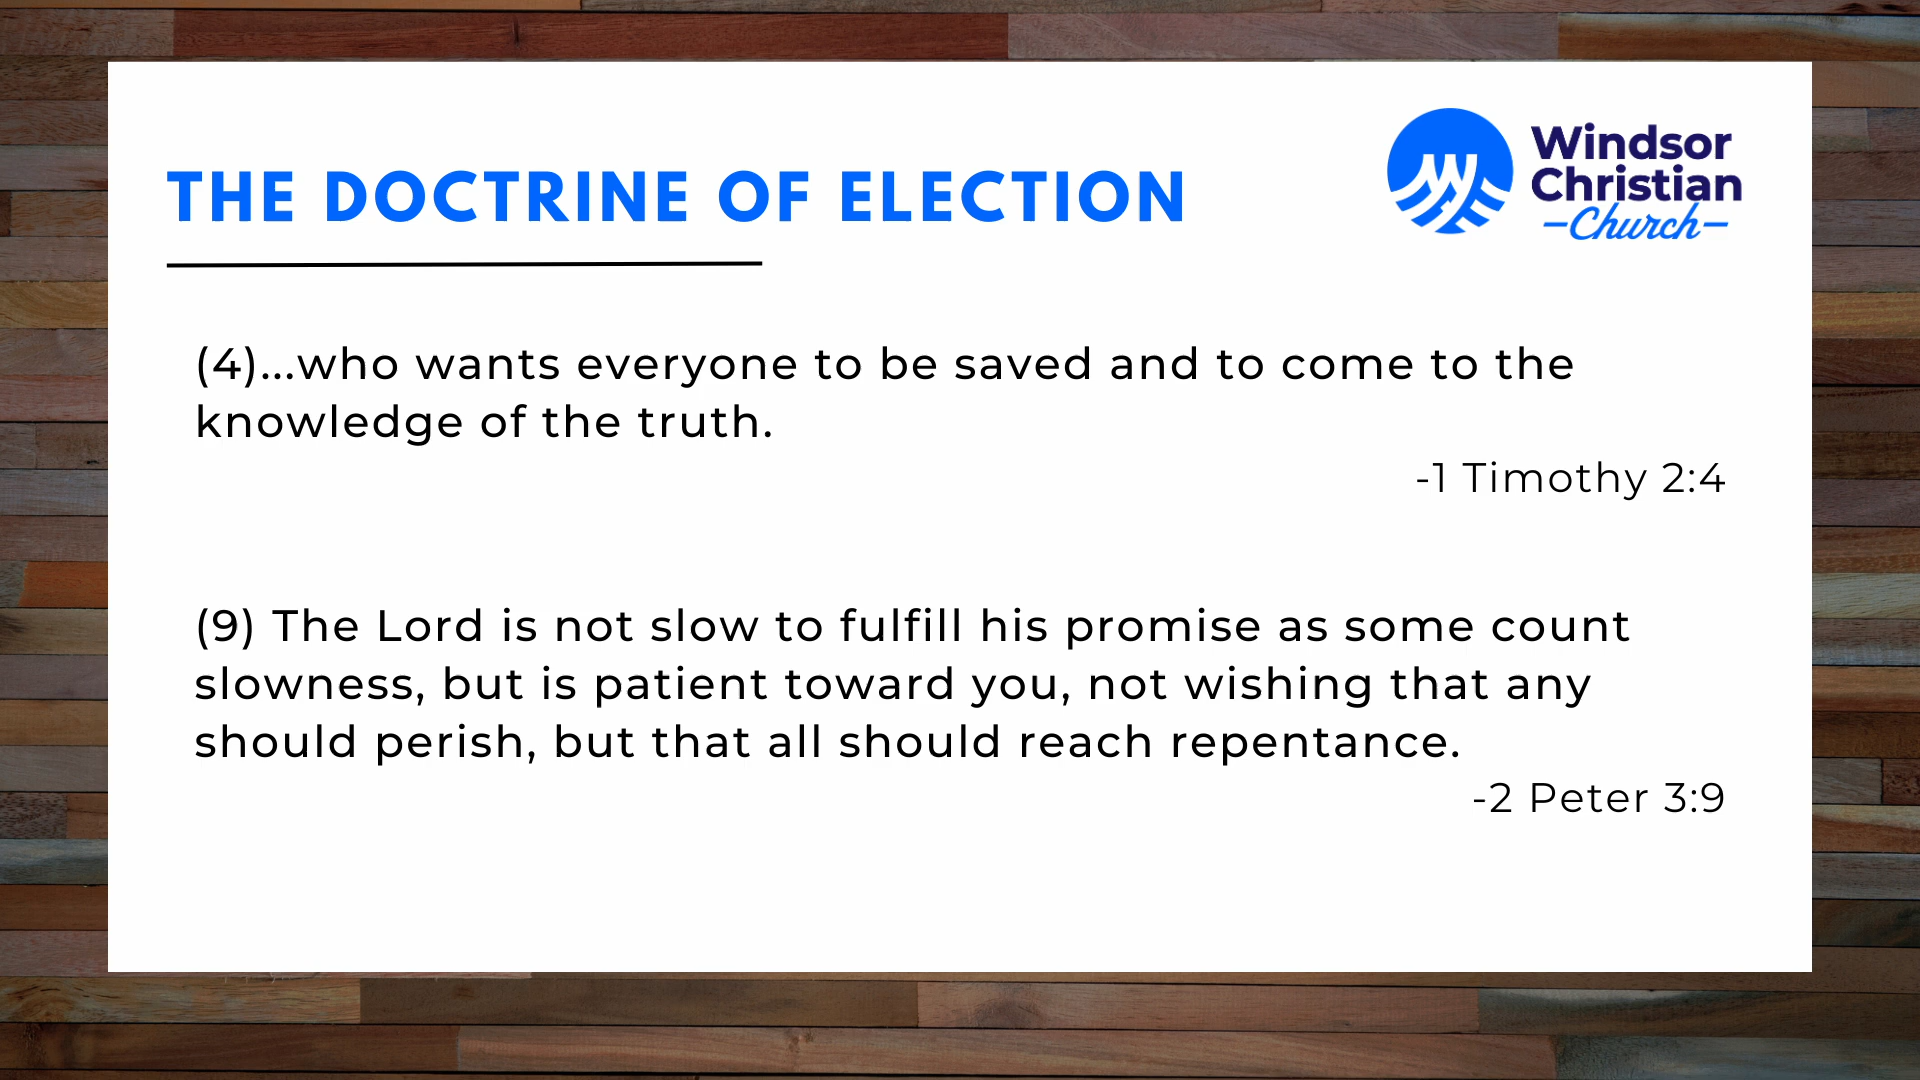 THE DOCTRINE OF ELECTION
Windsor
Christian
-Church-
(4)...who wants everyone to be saved and to come to the
knowledge of the truth.
-1 Timothy 2:4
(9) The Lord is not slow to fulfill his promise as some count
slowness, but is patient toward you, not wishing that any
should perish, but that all should reach repentance.
-2 Peter 3:9